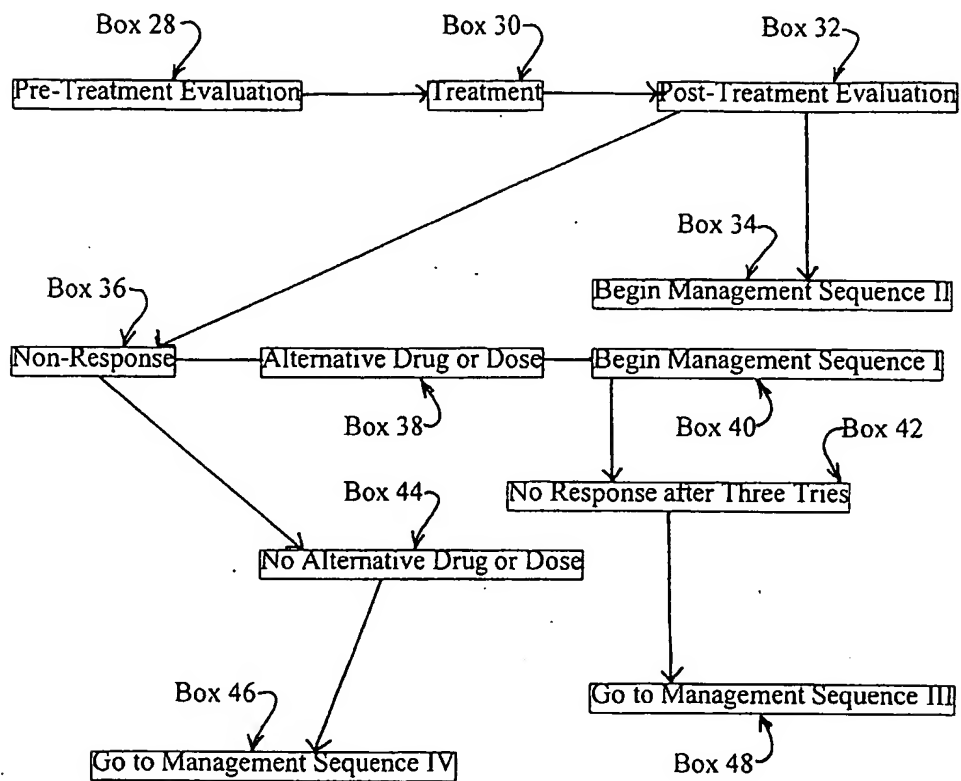 Box 28
Box 30
Box 32
Pre-Treatment Evaluation
Treatment
Post-Treatment Evaluation
Box 34
Begin Management Sequence II
Box 36
Non-Response
Alternative Drug or Dose
Begin Management Sequence I
Box 38
Box 40
Box 42
Box 44
No Response after Three Tries
No Alternative Drug or Dose
Box 46
Go to Management Sequence III
Go to Management Sequence IV
Box 48